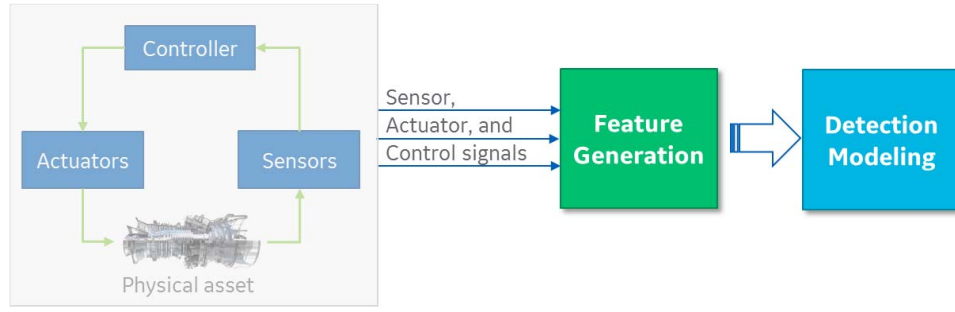 Controller
Actuators
Sensors
Physical asset
Sensor,
Actuator, and
Control signals
Feature
Generation
Detection
Modeling